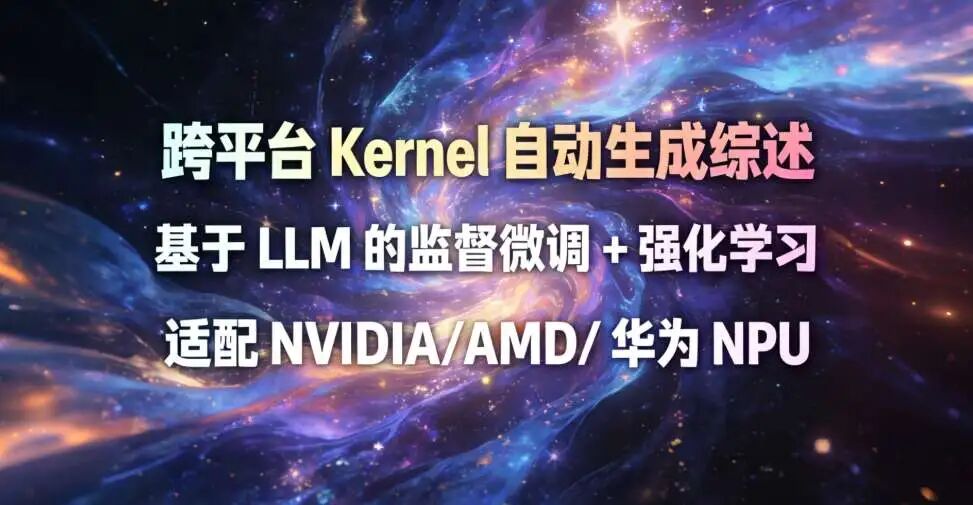 跨平台 Kernel 自动生成综述
基于 LLM 的监督微调 + 强化学习
适配 NVIDIA/AMD/ 华为 NPU